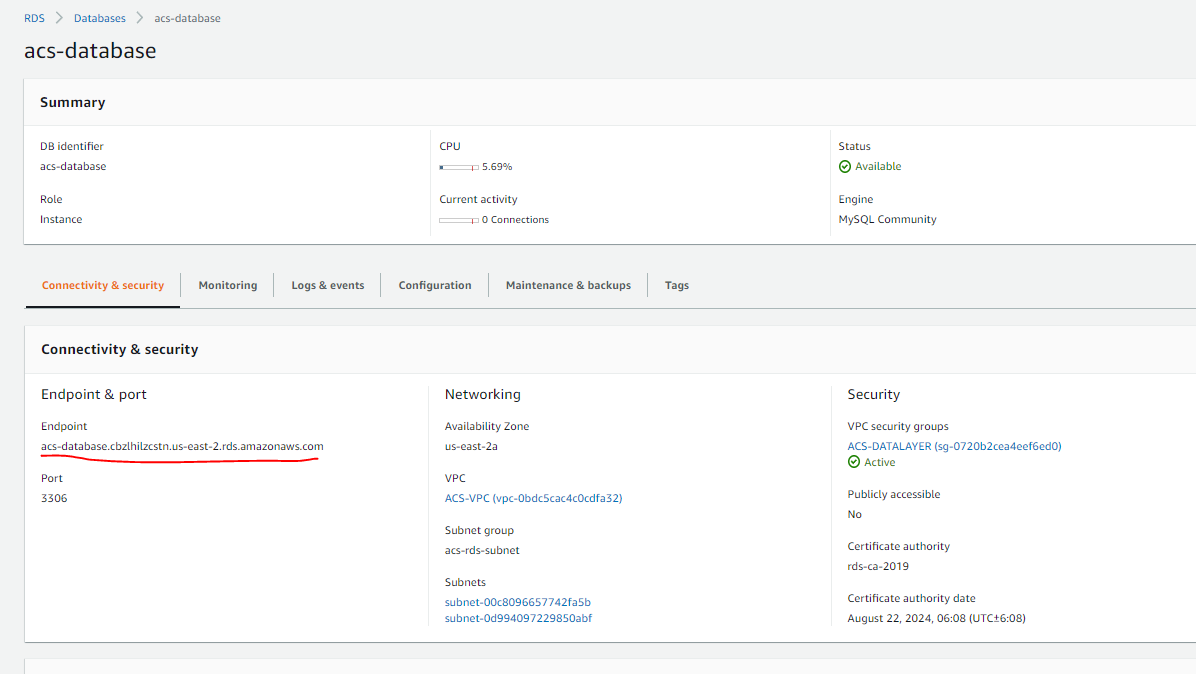 RDS > Databases > acs-database
acs-database
Summary
DB identifier
acs-database
Role
Instance
CPU
5.69%
Current activity
0 Connections
Status
Available
Engine
MySQL Community
Connectivity & security
Monitoring
Logs & events
Configuration
Maintenance & backups
Tags
Connectivity & security
Endpoint & port
Endpoint
acs-database.cbzlhilzcstn.us-east-2.rds.amazonaws.com
Port
3306
Networking
Availability Zone
us-east-2a
VPC
ACS-VPC (vpc-0bdc5cac4c0cdfa32)
Subnet group
acs-rds-subnet
Subnets
subnet-00c8096657742fa5b
subnet-0d994097229850abf
Security
VPC security groups
ACS-DATALAYER (sg-0720b2cea4eef6ed0)
Active
Publicly accessible
No
Certificate authority
rds-ca-2019
Certificate authority date
August 22, 2024, 06:08 (UTC±6:08)